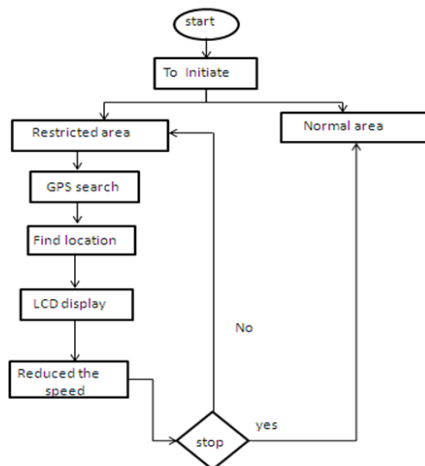 start
To Initiate
Restricted area
Normal area
GPS search
Find location
LCD display
No
Reduced the
speed
yes
stop